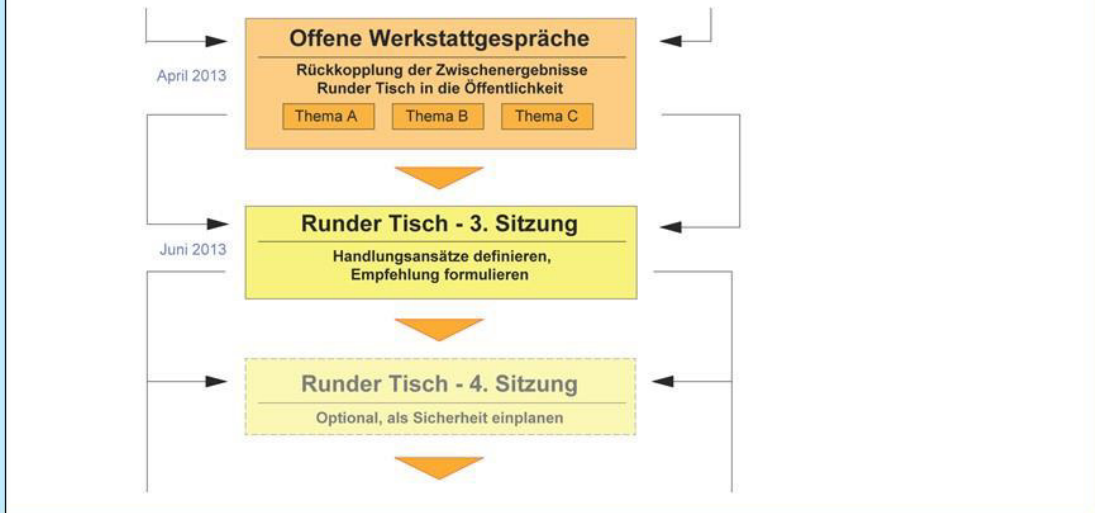 Offene Werkstattgespräche
April 2013
Rückkopplung der Zwischenergebnisse
Runder Tisch in die Öffentlichkeit
Thema A
Thema B
Thema C
Runder Tisch - 3. Sitzung
Juni 2013
Handlungsansätze definieren,
Empfehlung formulieren
Runder Tisch - 4. Sitzung
Optional, als Sicherheit einplanen